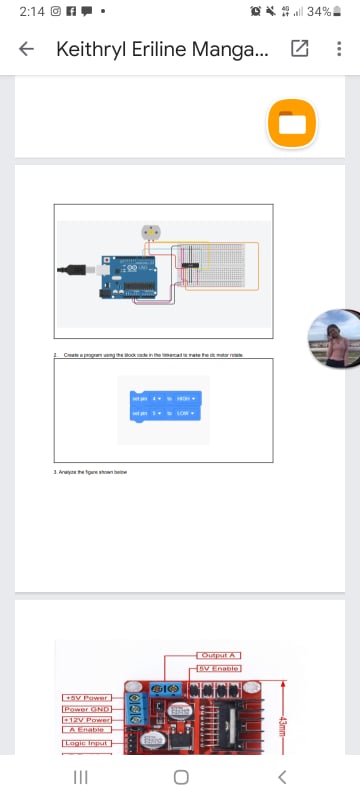 2:14
4G
34%
Keithryl Eriline Manga...
2. Create a program using the block code in the tinkercad to make the dc motor rotate.
set pin 4 to HIGH
set pin 5 to LOW
3. Analyze the figure shown below
Output A
5V Enable
+5V Power
Power GND
+12V Power
A Enable
Logic Input
43mm